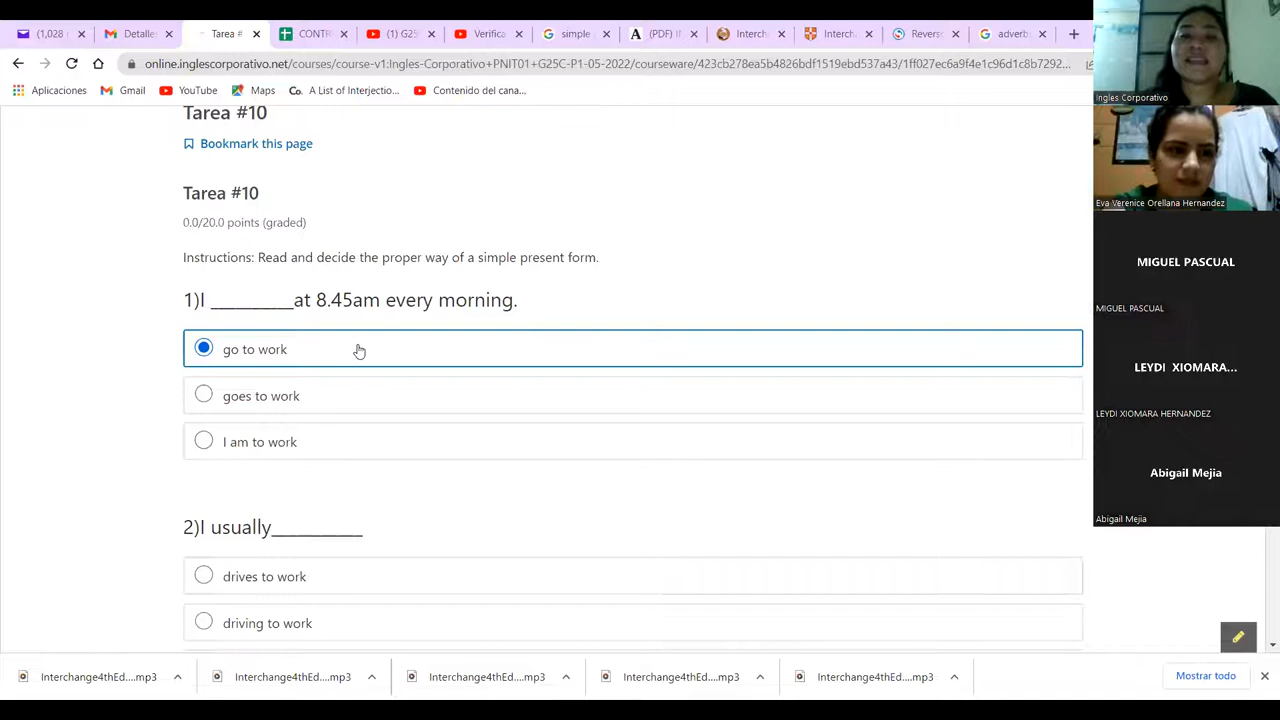 (1,028
Detalles
Tarea #
CONTR
(1,525)
Verifica
simple
(PDF) I
Interch
Interch
Revers
adverb
online.inglescorporativo.net/courses/course-v1:Ingles-Corporativo+PNIT01+G25C-P1-05-2022/courseware/423cb278ea5b4826bdf1519ebd537a43/1ff027ec6a9f4e1c96d1c8b7292...
Aplicaciones
Gmail
YouTube
Maps
Co. A List of Interjectio...
Contenido del cana...
Tarea #10
Bookmark this page
Tarea #10
0.0/20.0 points (graded)
Instructions: Read and decide the proper way of a simple present form.
1)I _________at 8.45am every morning.
go to work
goes to work
I am to work
2)I usually__________
drives to work
driving to work
Interchange4thEd....mp3
Interchange4thEd....mp3
Interchange4thEd....mp3
Interchange4thEd....mp3
Interchange4thEd....mp3
Mostrar todo
Ingles Corporativo
Eva Verenice Orellana Hernandez
MIGUEL PASCUAL
MIGUEL PASCUAL
LEYDI XIOMARA...
LEYDI XIOMARA HERNANDEZ
Abigail Mejia
Abigail Mejia